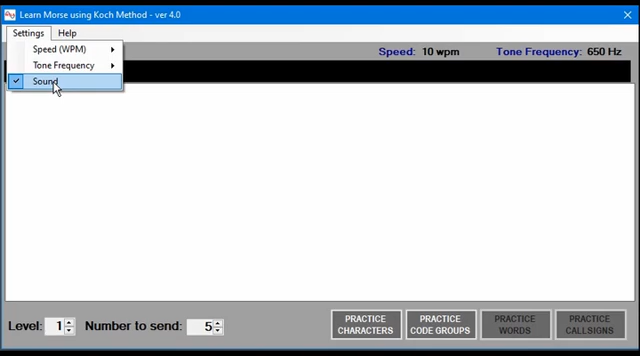 Learn Morse using Koch Method - ver 4.0
Settings Help
Speed (WPM)
Speed: 10 wpm Tone Frequency: 650 Hz
Tone Frequency
Sound
Level: 1 Number to send: 5
PRACTICE CHARACTERS
PRACTICE CODE GROUPS
PRACTICE WORDS
PRACTICE CALLSIGNS